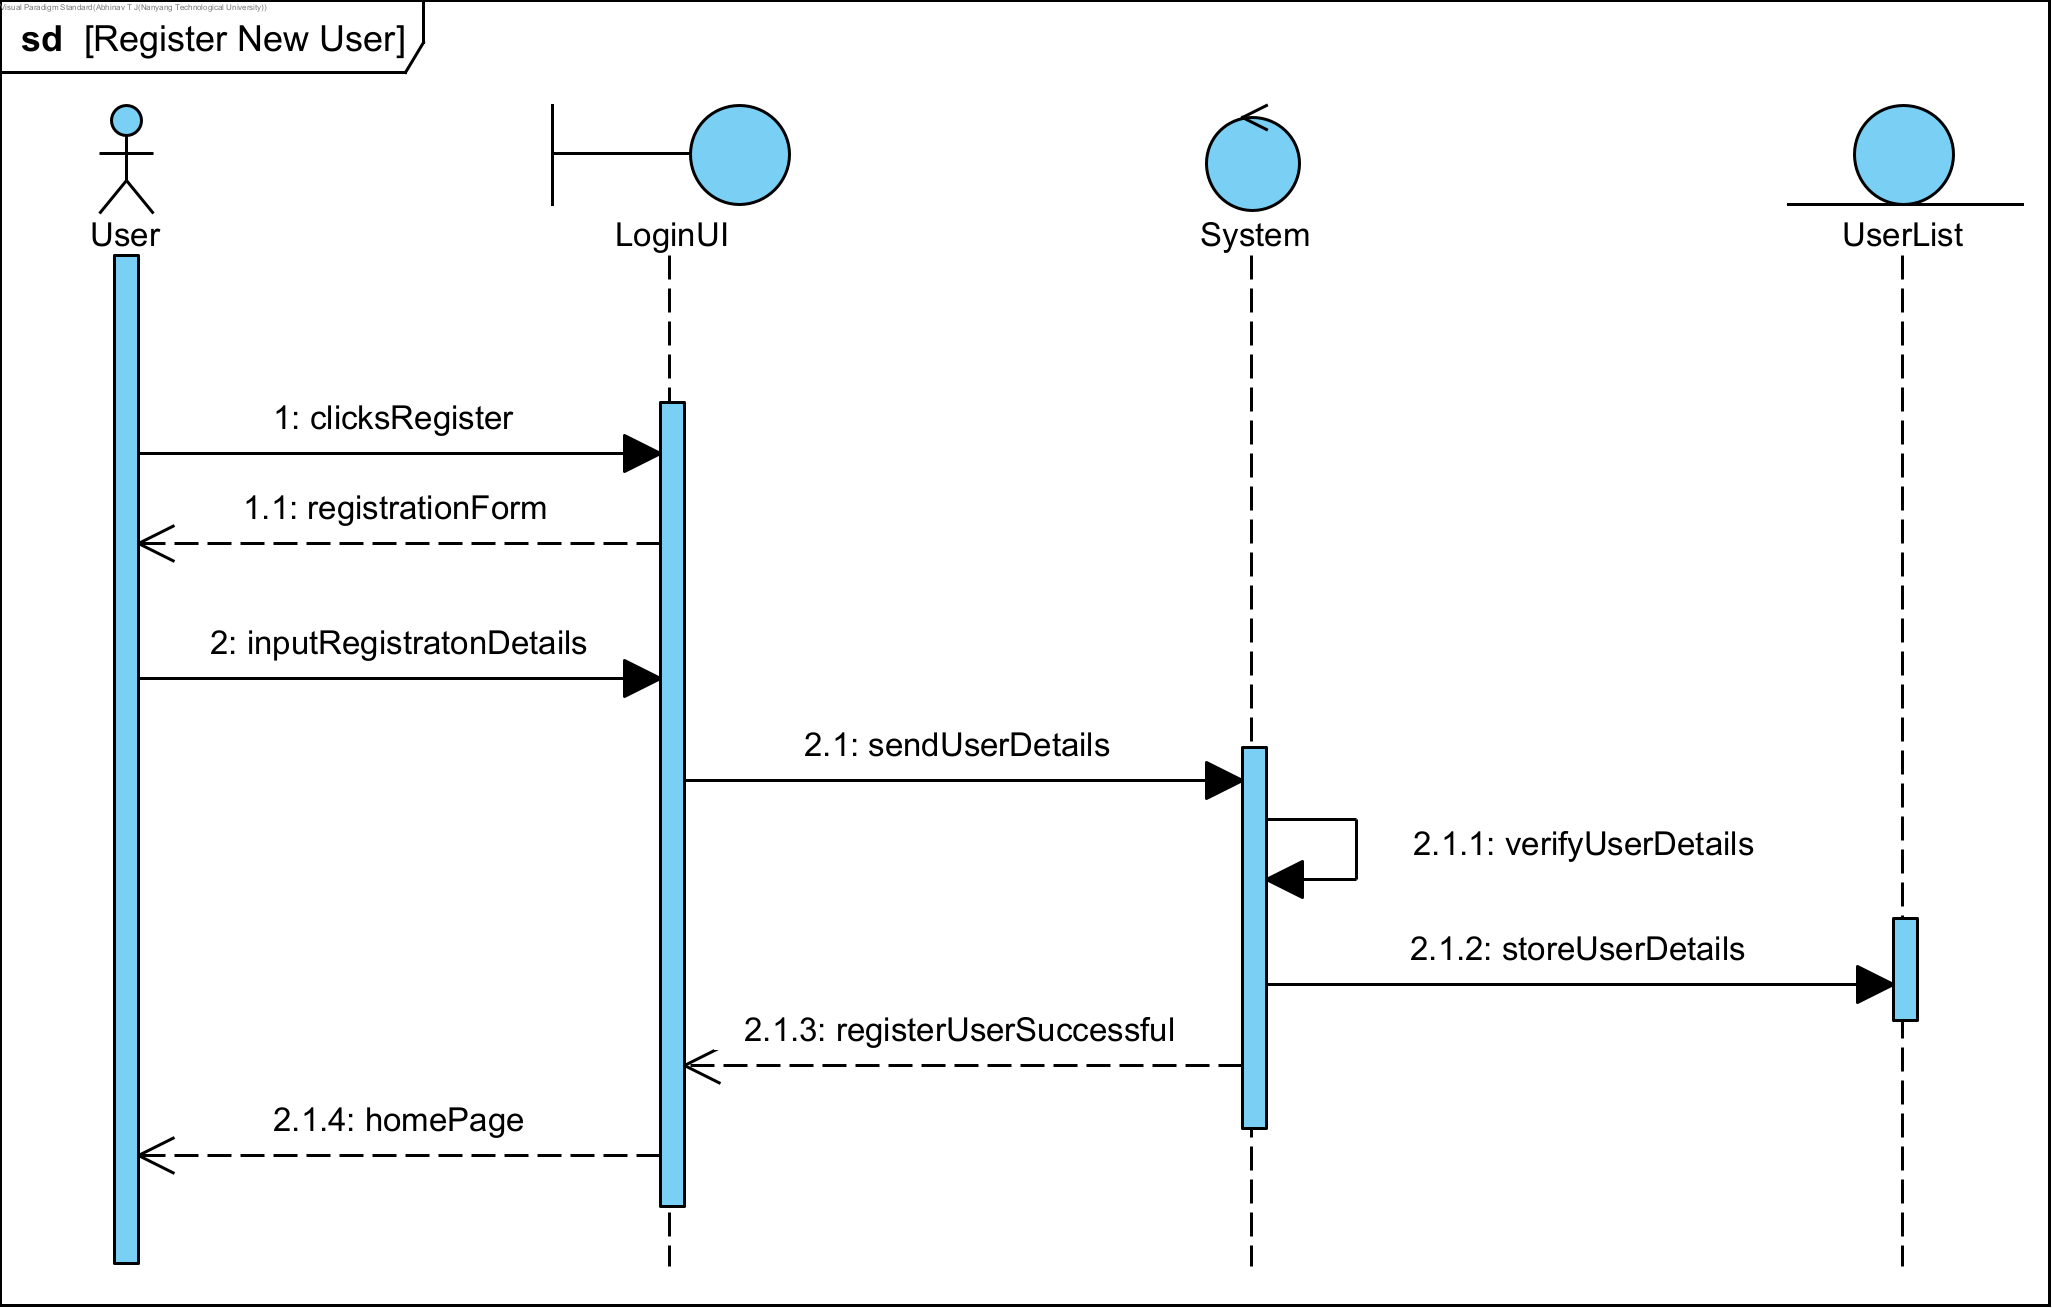 Visual Paradigm Standard(Abhinav T J(Nanyang Technological University))
sd [Register New User]
User
LoginUI
System
UserList
1: clicksRegister
1.1: registrationForm
2: inputRegistratonDetails
2.1: sendUserDetails
2.1.1: verifyUserDetails
2.1.2: storeUserDetails
2.1.3: registerUserSuccessful
2.1.4: homePage